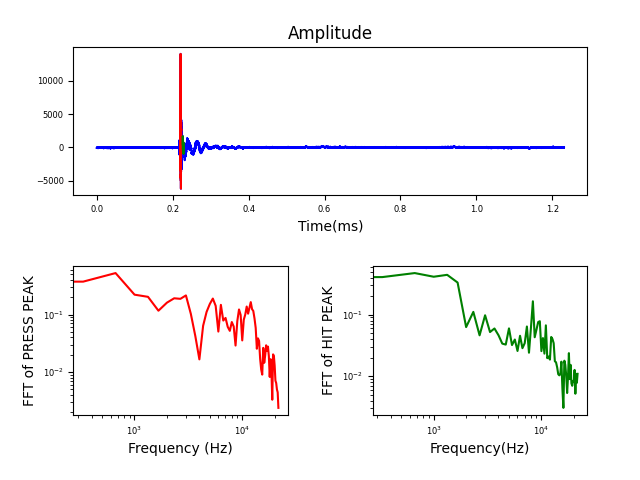 Amplitude
10000
5000
0
−5000
0.0 0.2 0.4 0.6 0.8 1.0 1.2
Time(ms)
FFT of PRESS PEAK
10⁻¹
10⁻²
10³ 10⁴
Frequency (Hz)
FFT of HIT PEAK
10⁻¹
10⁻²
10³ 10⁴
Frequency(Hz)